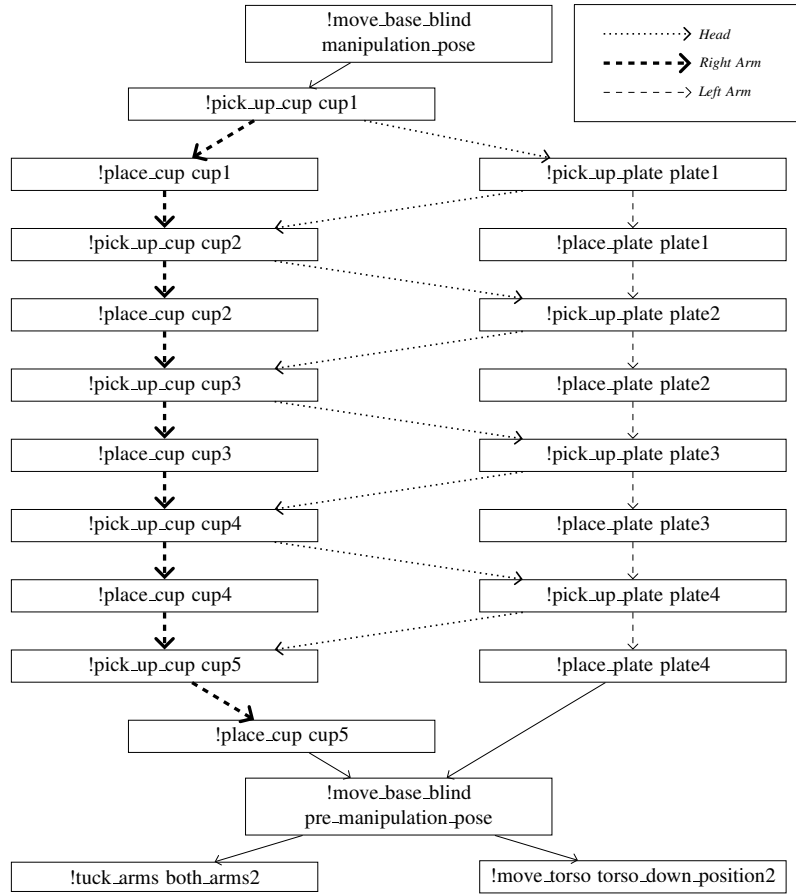 !move_base_blind
manipulation_pose
Head
Right Arm
Left Arm
!pick_up_cup cup1
!place_cup cup1
!pick_up_plate plate1
!pick_up_cup cup2
!place_plate plate1
!place_cup cup2
!pick_up_plate plate2
!pick_up_cup cup3
!place_plate plate2
!place_cup cup3
!pick_up_plate plate3
!pick_up_cup cup4
!place_plate plate3
!place_cup cup4
!pick_up_plate plate4
!pick_up_cup cup5
!place_plate plate4
!place_cup cup5
!move_base_blind
pre_manipulation_pose
!tuck_arms both_arms2
!move_torso torso_down_position2